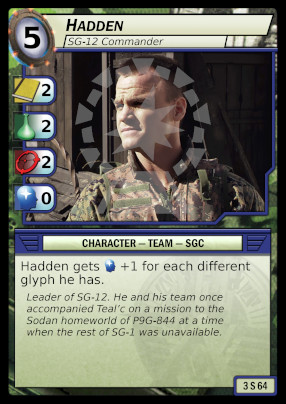 5
HADDEN
SG-12 Commander
2
2
2
0
CHARACTER – TEAM – SGC
Hadden gets +1 for each different
glyph he has.
Leader of SG-12. He and his team once
accompanied Teal'c on a mission to the
Sodan homeworld of P9G-844 at a time
when the rest of SG-1 was unavailable.
3 S 64